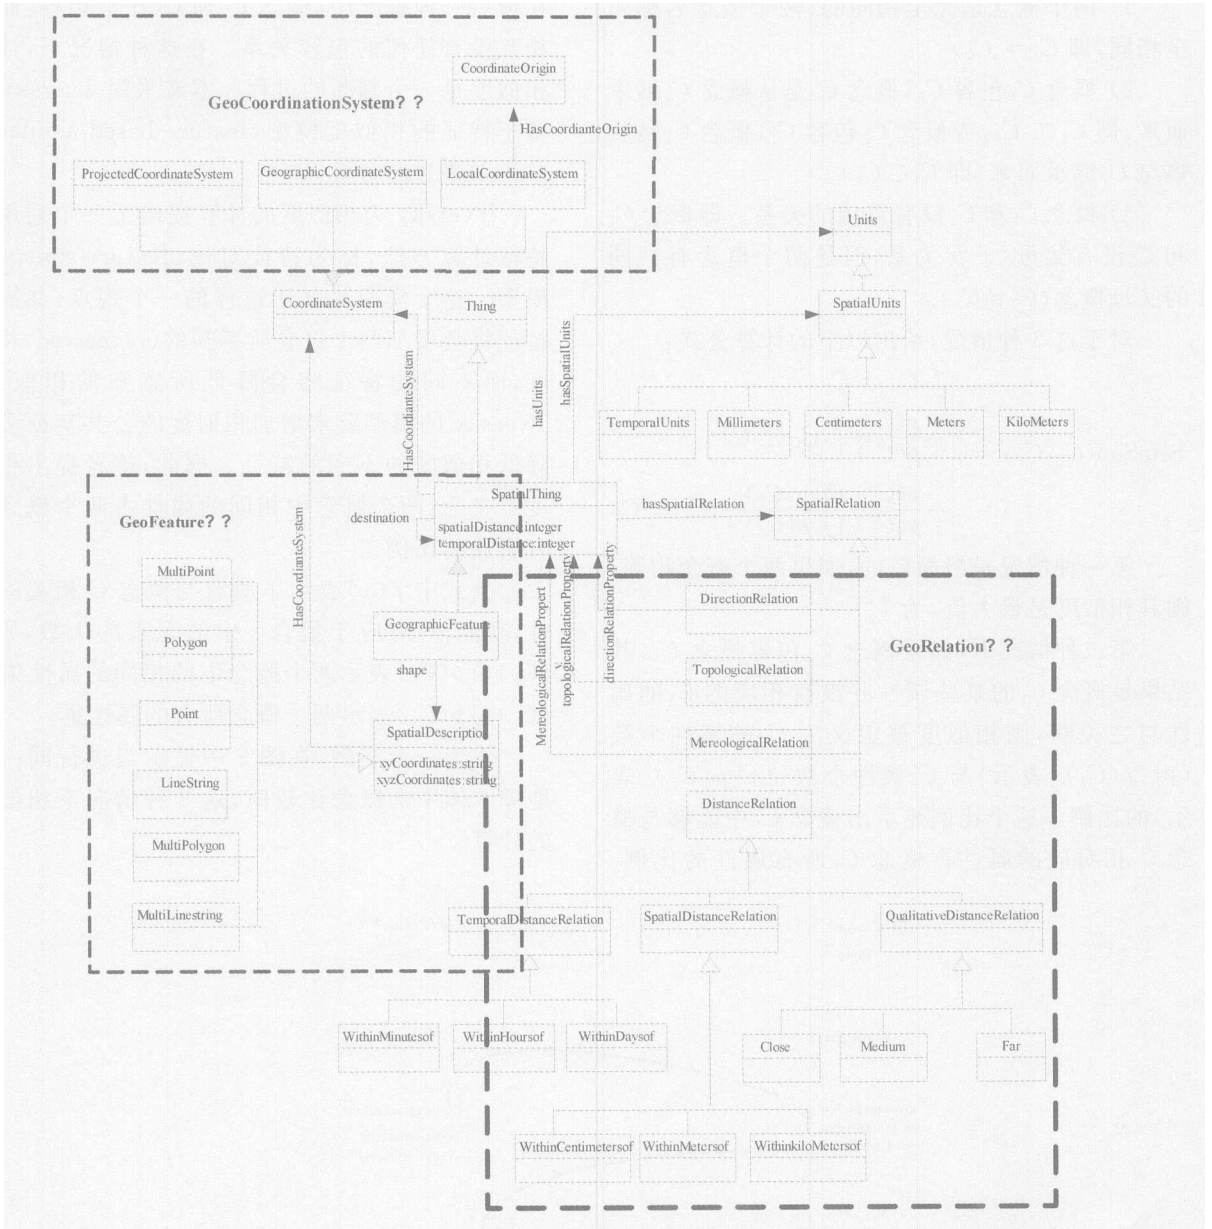 CoordinateOrigin
GeoCoordinationSystem? ?
HasCoordianteOrigin
ProjectedCoordinateSystem
GeographicCoordinateSystem
LocalCoordinateSystem
Units
CoordinateSystem
Thing
SpatialUnits
HasCoordianteSystem
hasUnits
hasSpatialUnits
TemporalUnits
Millimeters
Centimeters
Meters
KiloMeters
SpatialThing
spatialDistance:integer
temporalDistance:integer
destination
hasSpatialRelation
SpatialRelation
GeoFeature? ?
HasCoordianteSystem
MultiPoint
Polygon
Point
LineString
MultiPolygon
MultiLinestring
GeographicFeature
shape
SpatialDescription
xyCoordinates:string
xyzCoordinates:string
MereologicalRelationPropert
topologicalRelationProperty
directionRelationProperty
y
DirectionRelation
GeoRelation? ?
TopologicalRelation
MereologicalRelation
DistanceRelation
TemporalDistanceRelation
SpatialDistanceRelation
QualitativeDistanceRelation
WithinMinutesof
WithinHoursof
WithinDaysof
Close
Medium
Far
WithinCentimetersof
WithinMetersof
WithinkiloMetersof